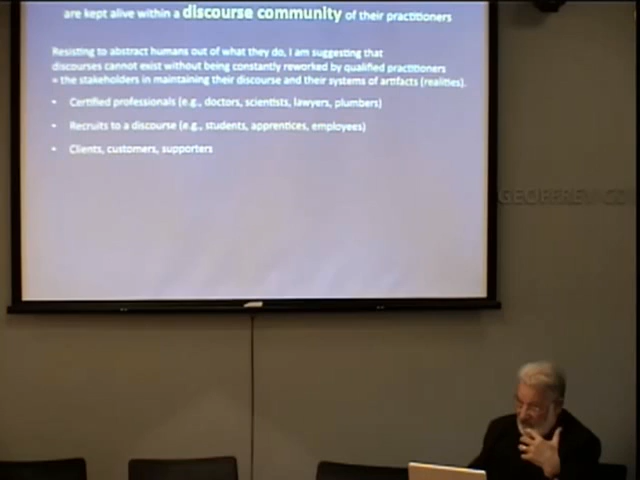 are kept alive within a discourse community of their practitioners
Resisting to abstract humans out of what they do, I am suggesting that
discourses cannot exist without being constantly reworked by qualified practitioners
= the stakeholders in maintaining their discourse and their systems of artifacts (realities).
• Certified professionals (e.g., doctors, scientists, lawyers, plumbers)
• Recruits to a discourse (e.g., students, apprentices, employees)
• Clients, customers, supporters
GEOFFREY